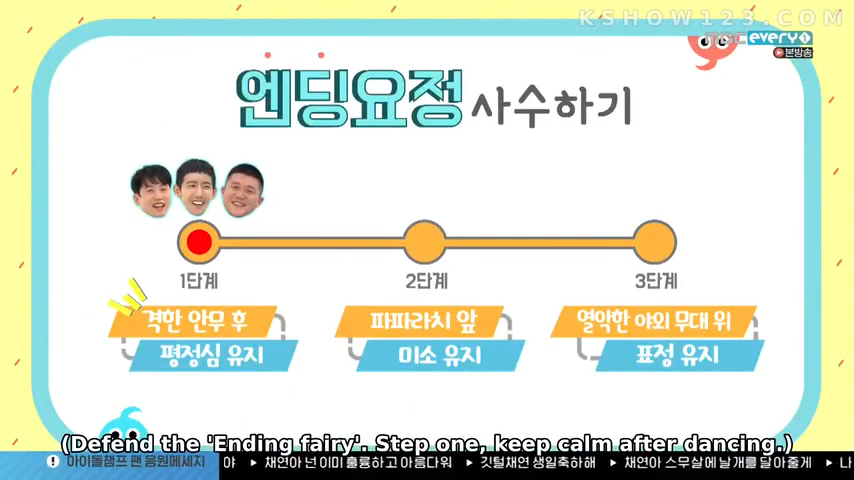 KSHOW123.COM
MBC every1
본방송
엔딩요정 사수하기
1단계
2단계
3단계
격한 안무 후
평정심 유지
파파라치 앞
미소 유지
열악한 야외 무대 위
표정 유지
(Defend the 'Ending fairy'. Step one, keep calm after dancing.)
아이돌챔프 팬 응원메세지 야 ▶ 채연아 넌 이미 훌륭하고 아름다워 ▶ 깃털채연 생일축하해 ▶ 채연아 스무살에 날개를 달아줄게 ▶ 나